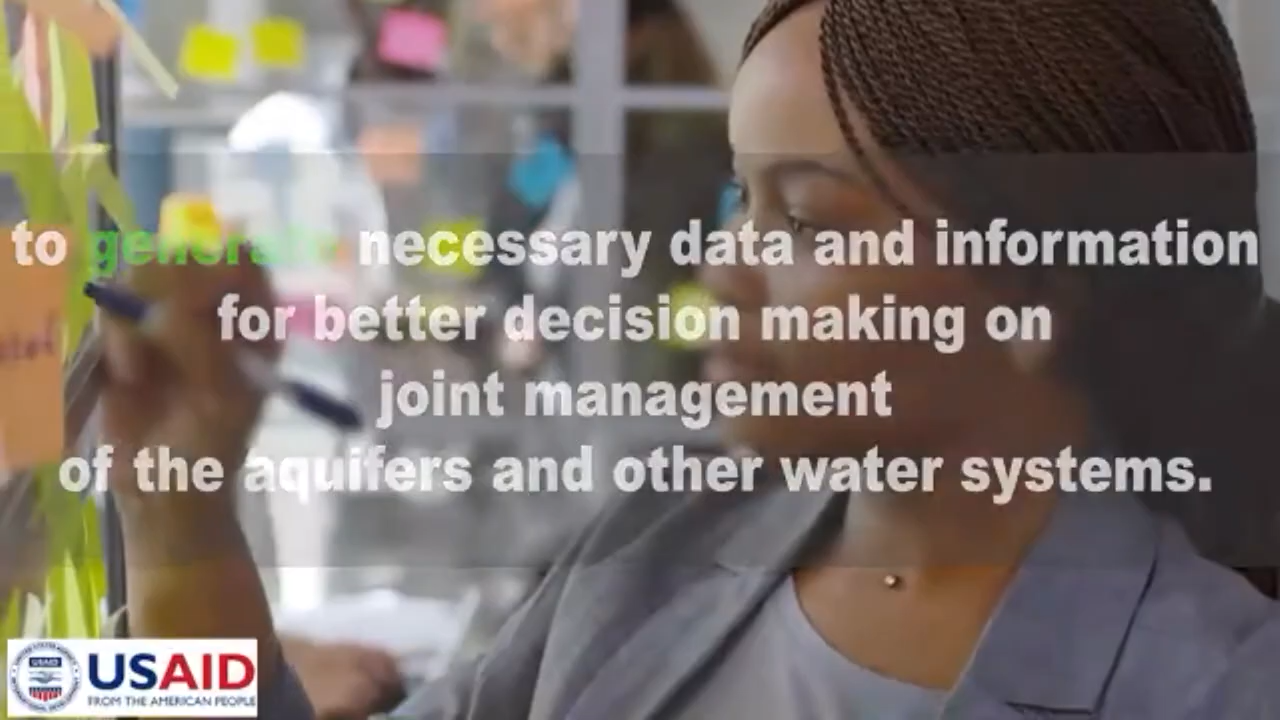 to generate necessary data and information
for better decision making on
joint management
of the aquifers and other water systems.
USAID
USAID
FROM THE AMERICAN PEOPLE